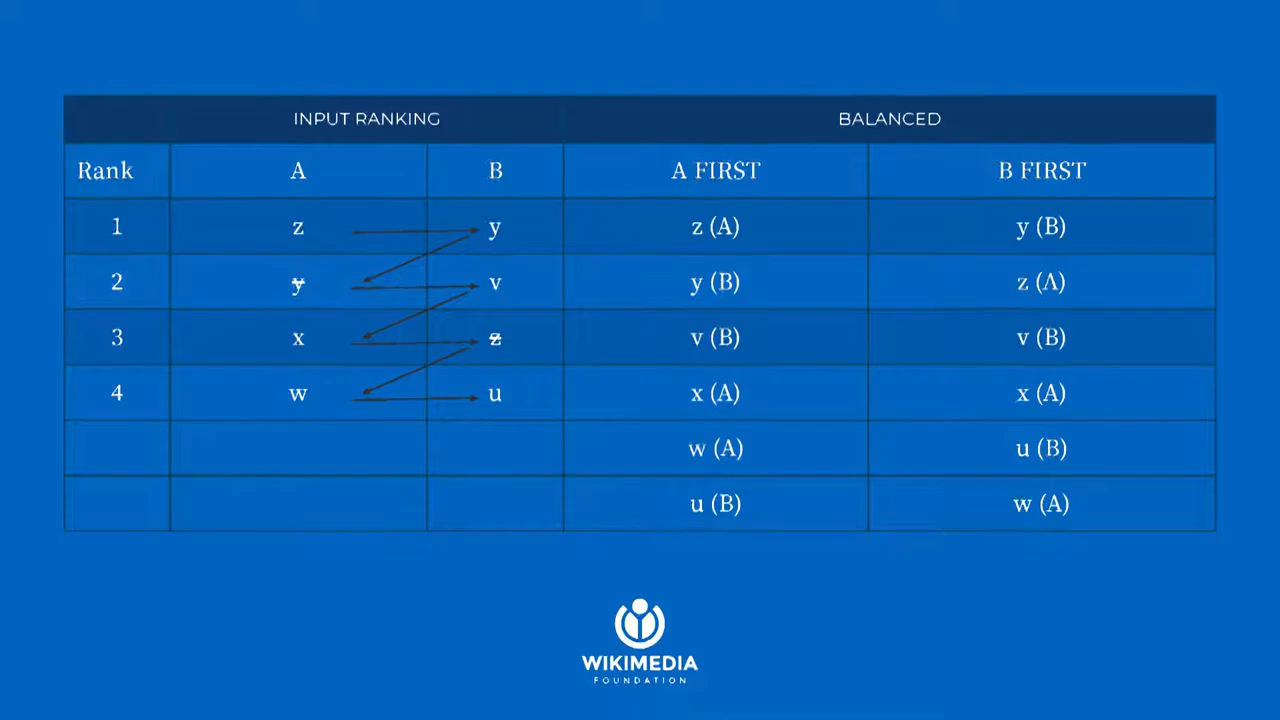 INPUT RANKING BALANCED
Rank A B A FIRST B FIRST
1 z y z (A) y (B)
2 y v y (B) z (A)
3 x z v (B) v (B)
4 w u x (A) x (A)
w (A) u (B)
u (B) w (A)
WIKIMEDIA
FOUNDATION